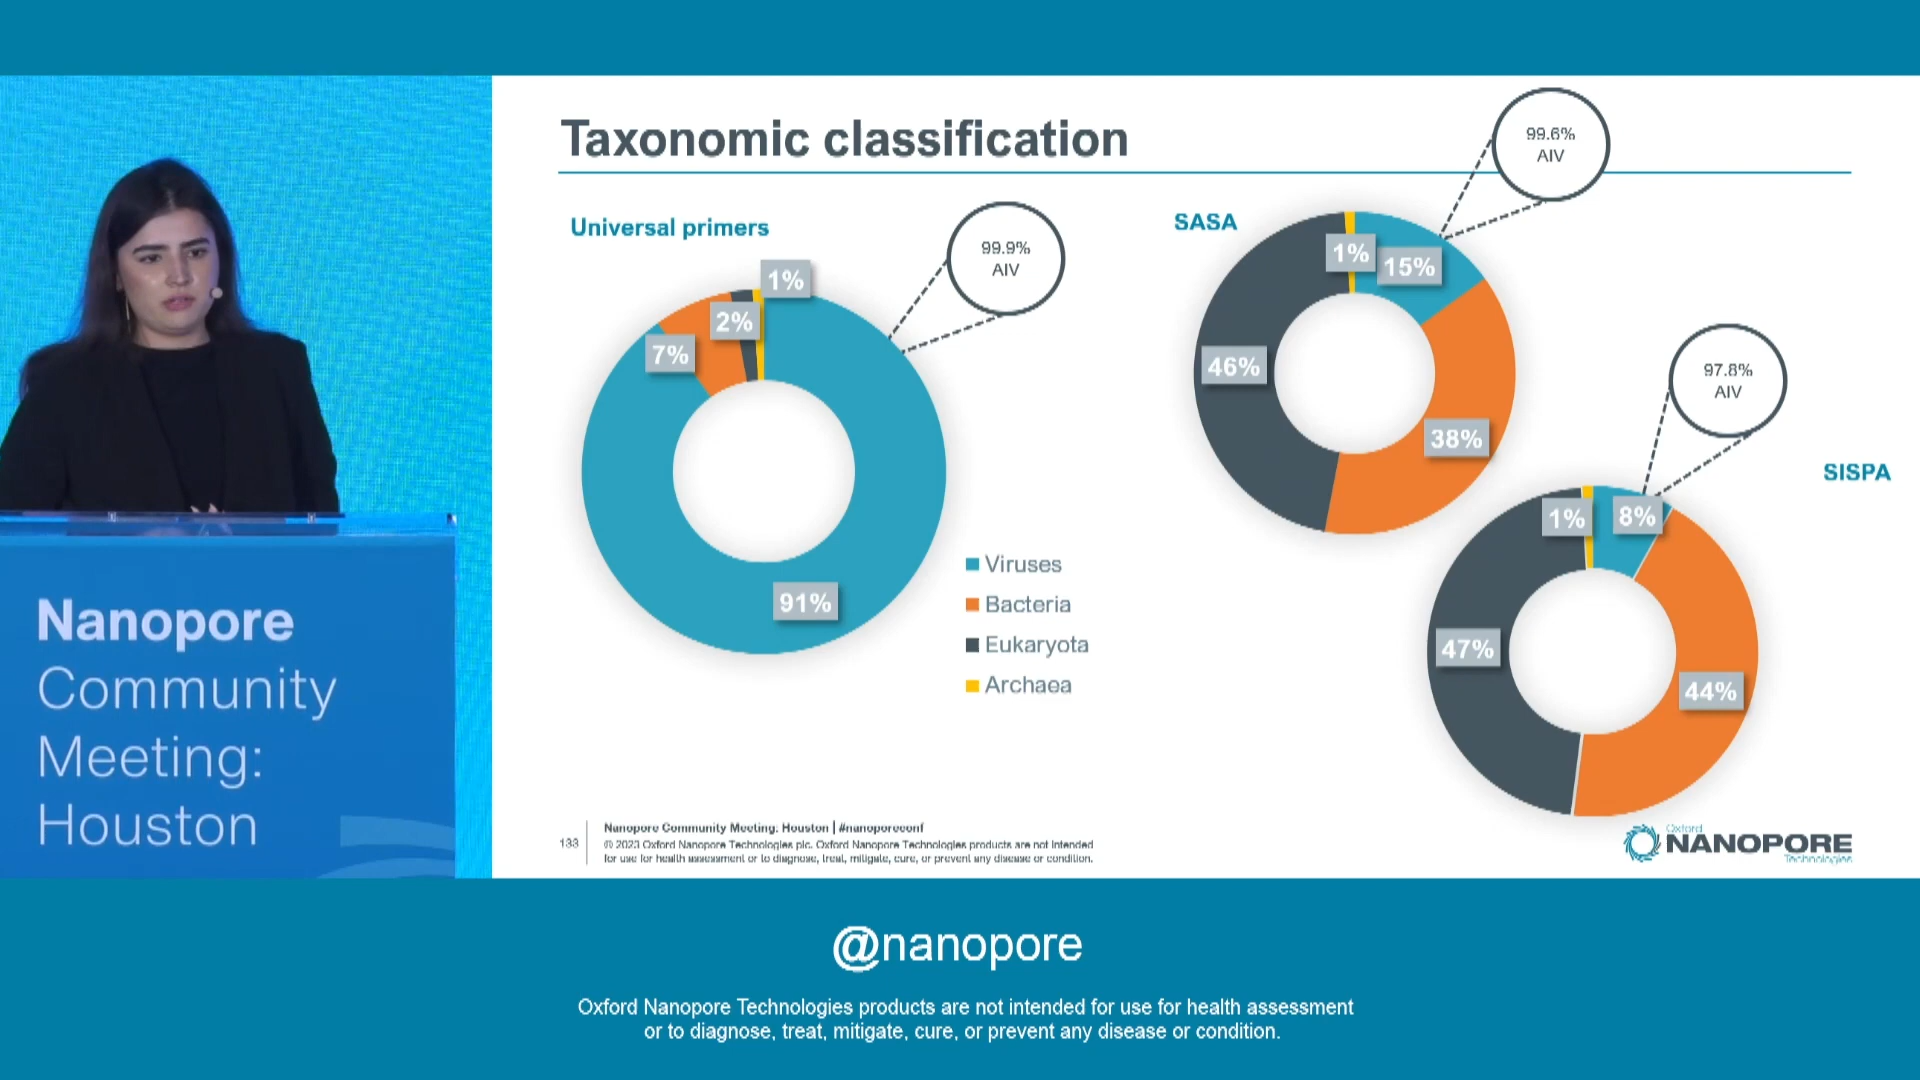 Taxonomic classification
Universal primers
99.9%
AIV
1%
2%
7%
91%
SASA
99.6%
AIV
1%
15%
46%
38%
97.8%
AIV
SISPA
1%
8%
47%
44%
Viruses
Bacteria
Eukaryota
Archaea
133
Nanopore Community Meeting: Houston | #nanoporeconf
© 2023 Oxford Nanopore Technologies plc. Oxford Nanopore Technologies products are not intended
for use for health assessment or to diagnose, treat, mitigate, cure, or prevent any disease or condition.
Oxford
NANOPORE
Technologies
Nanopore
Community
Meeting:
Houston
@nanopore
Oxford Nanopore Technologies products are not intended for use for health assessment
or to diagnose, treat, mitigate, cure, or prevent any disease or condition.